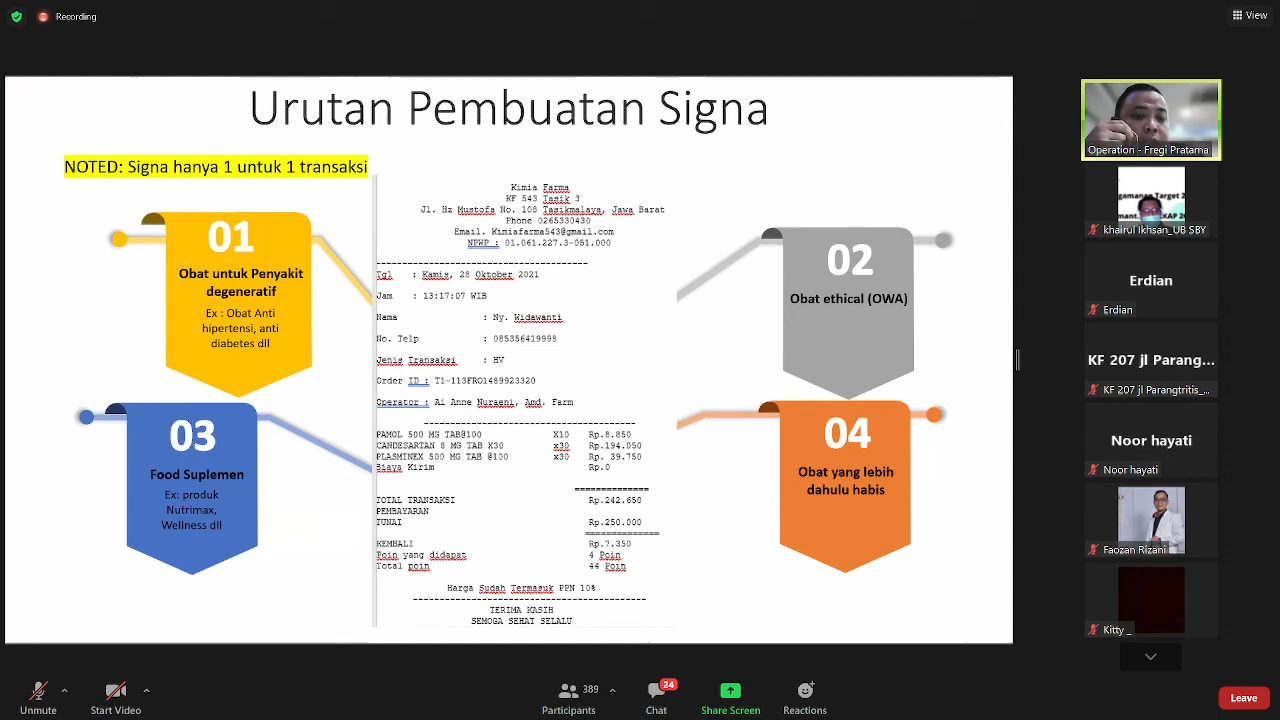 Recording
View
Urutan Pembuatan Signa
NOTED: Signa hanya 1 untuk 1 transaksi
01
Obat untuk Penyakit
degeneratif
Ex : Obat Anti
hipertensi, anti
diabetes dll
03
Food Suplemen
Ex: produk
Nutrimax,
Wellness dll
Kimia Farma
KF 543 Tasik 3
Jl. Hz Mustofa No. 108 Tasikmalaya, Jawa Barat
Phone 0265330430
Email. Kimiafarma543@gmail.com
NPWP : 01.061.227.3-051.000
-------------------------------------
Tgl : Kamis, 28 Oktober 2021
Jam : 13:17:07 WIB
Nama : Ny. Widawanti
No. Telp : 085356419998
Jenis Transaksi : HV
Order ID : T1-113FRO1489923320
Operator : Ai Anne Nuraeni, Amd. Farm
-------------------------------------
PAMOL 500 MG TAB@100 X10 Rp.8.850
CANDESARTAN 8 MG TAB X30 x30 Rp.194.050
PLASMINEX 500 MG TAB @100 x30 Rp. 39.750
Biaya Kirim Rp.0
=============
TOTAL TRANSAKSI Rp.242.650
PEMBAYARAN
TUNAI Rp.250.000
=============
KEMBALI Rp.7.350
Poin yang didapat 4 Poin
Total poin 44 Poin
Harga Sudah Termasuk PPN 10%
-----------------------------------------
TERIMA KASIH
SEMOGA SEHAT SELALU
02
Obat ethical (OWA)
04
Obat yang lebih
dahulu habis
Operation - Fregi Pratama
gamanan Target 2
khairul ikhsan_ UB SBY
Erdian
Erdian
KF 207 jl Parangt...
KF 207 jl Parangtritis_...
Noor hayati
Noor hayati
Faozan Rizani
Kitty _
Unmute
Start Video
389
Participants
24
Chat
Share Screen
Reactions
Leave